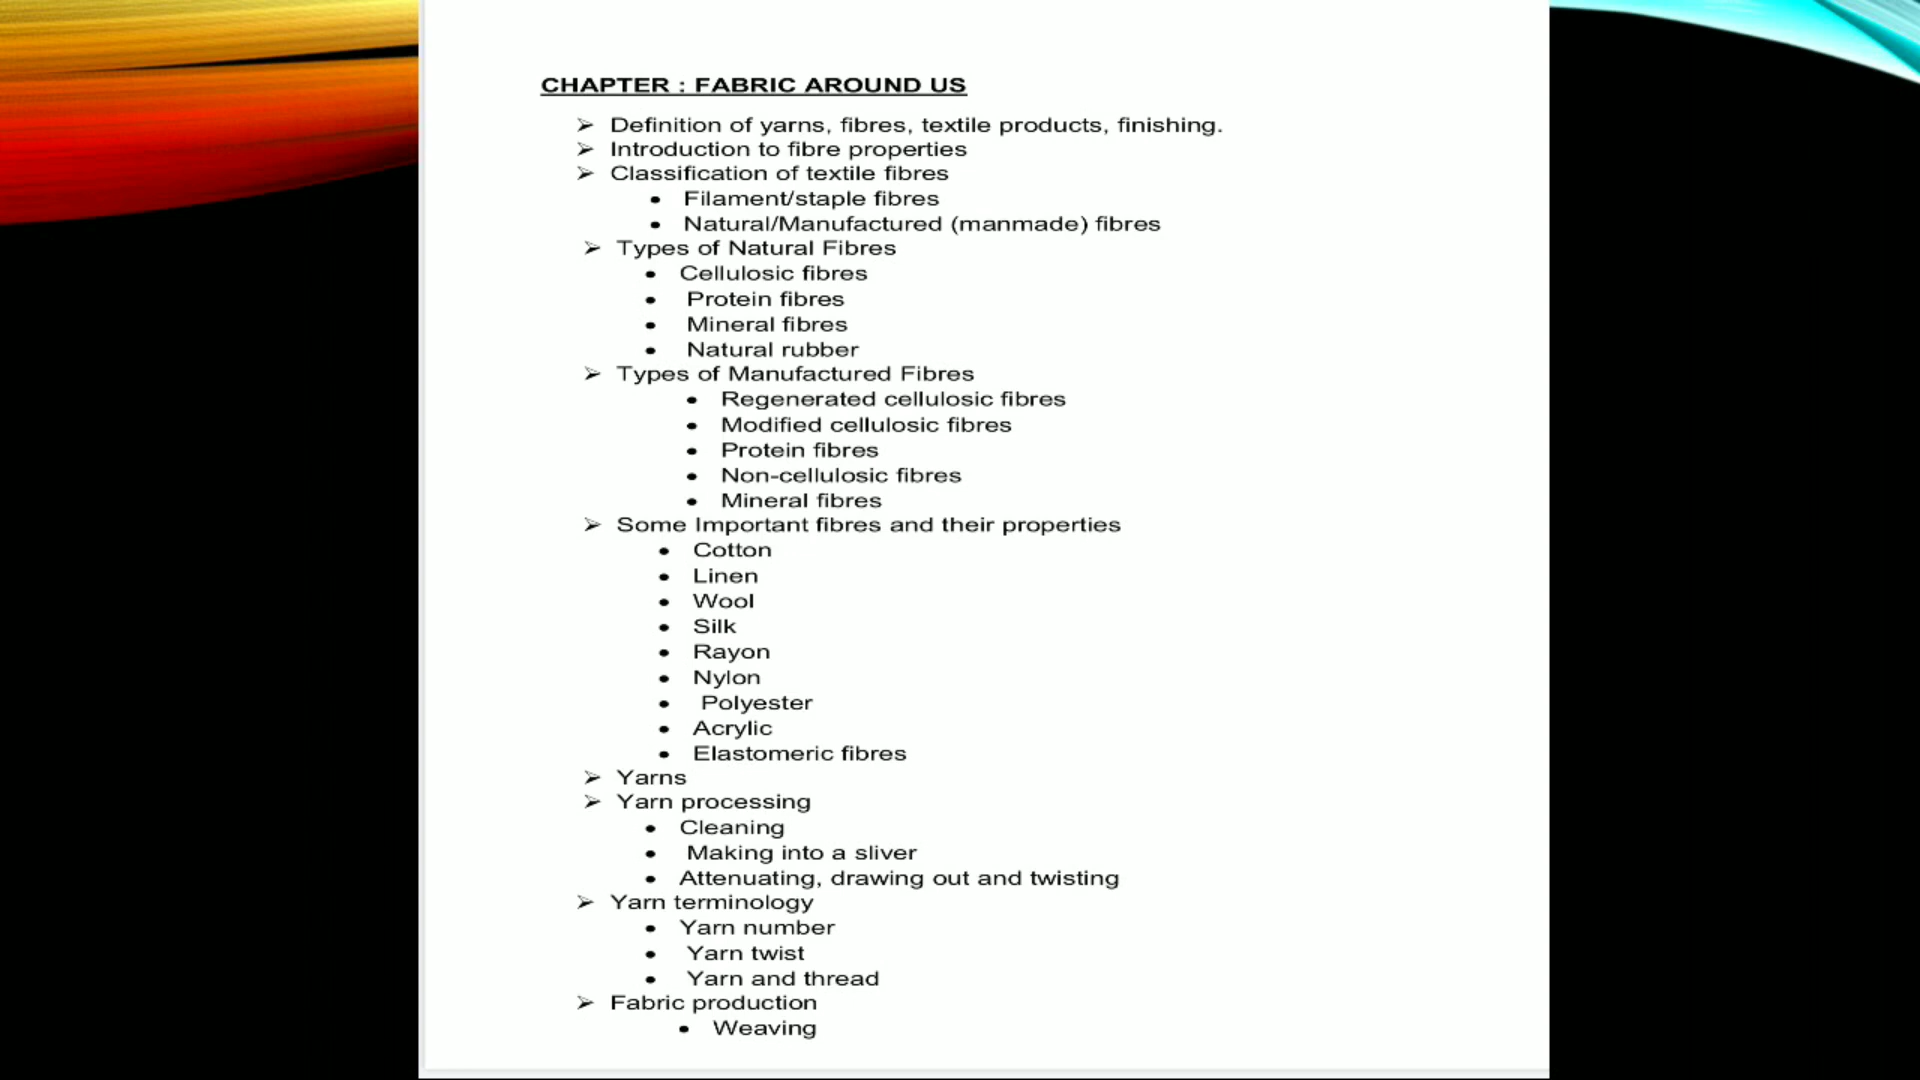 CHAPTER : FABRIC AROUND US
➢ Definition of yarns, fibres, textile products, finishing.
➢ Introduction to fibre properties
➢ Classification of textile fibres
• Filament/staple fibres
• Natural/Manufactured (manmade) fibres
➢ Types of Natural Fibres
• Cellulosic fibres
• Protein fibres
• Mineral fibres
• Natural rubber
➢ Types of Manufactured Fibres
• Regenerated cellulosic fibres
• Modified cellulosic fibres
• Protein fibres
• Non-cellulosic fibres
• Mineral fibres
➢ Some Important fibres and their properties
• Cotton
• Linen
• Wool
• Silk
• Rayon
• Nylon
• Polyester
• Acrylic
• Elastomeric fibres
➢ Yarns
➢ Yarn processing
• Cleaning
• Making into a sliver
• Attenuating, drawing out and twisting
➢ Yarn terminology
• Yarn number
• Yarn twist
• Yarn and thread
➢ Fabric production
• Weaving